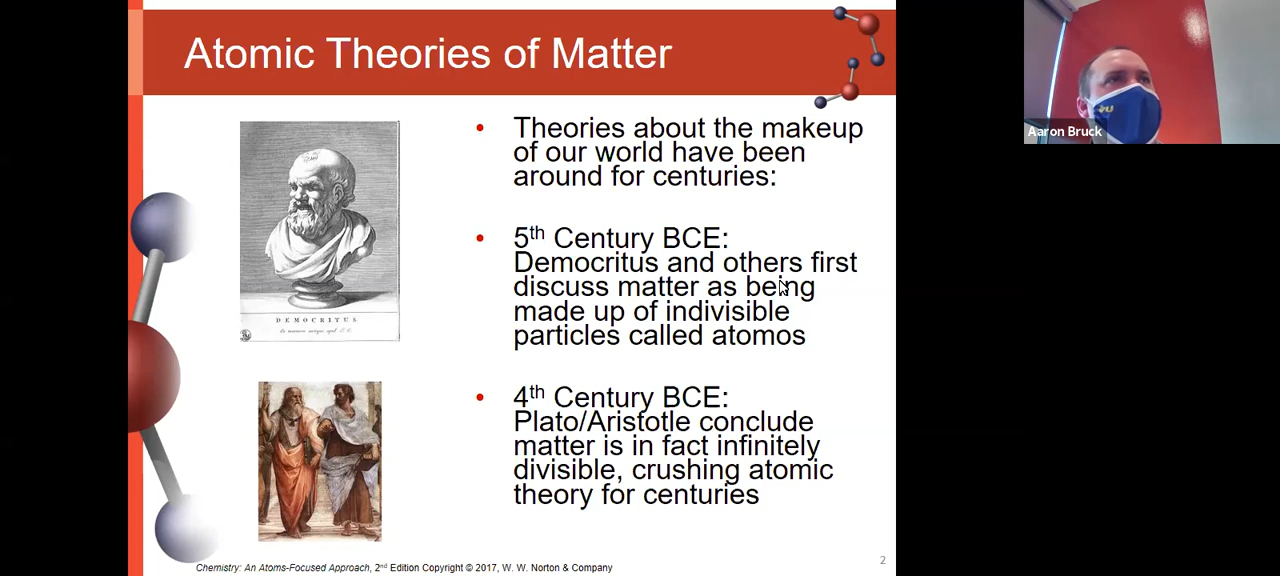 Atomic Theories of Matter
• Theories about the makeup
of our world have been
around for centuries:
• 5th Century BCE:
Democritus and others first
discuss matter as being
made up of indivisible
particles called atomos
• 4th Century BCE:
Plato/Aristotle conclude
matter is in fact infinitely
divisible, crushing atomic
theory for centuries
DEMOCRITUS
Chemistry: An Atoms-Focused Approach, 2nd Edition Copyright © 2017, W. W. Norton & Company
2
Aaron Bruck